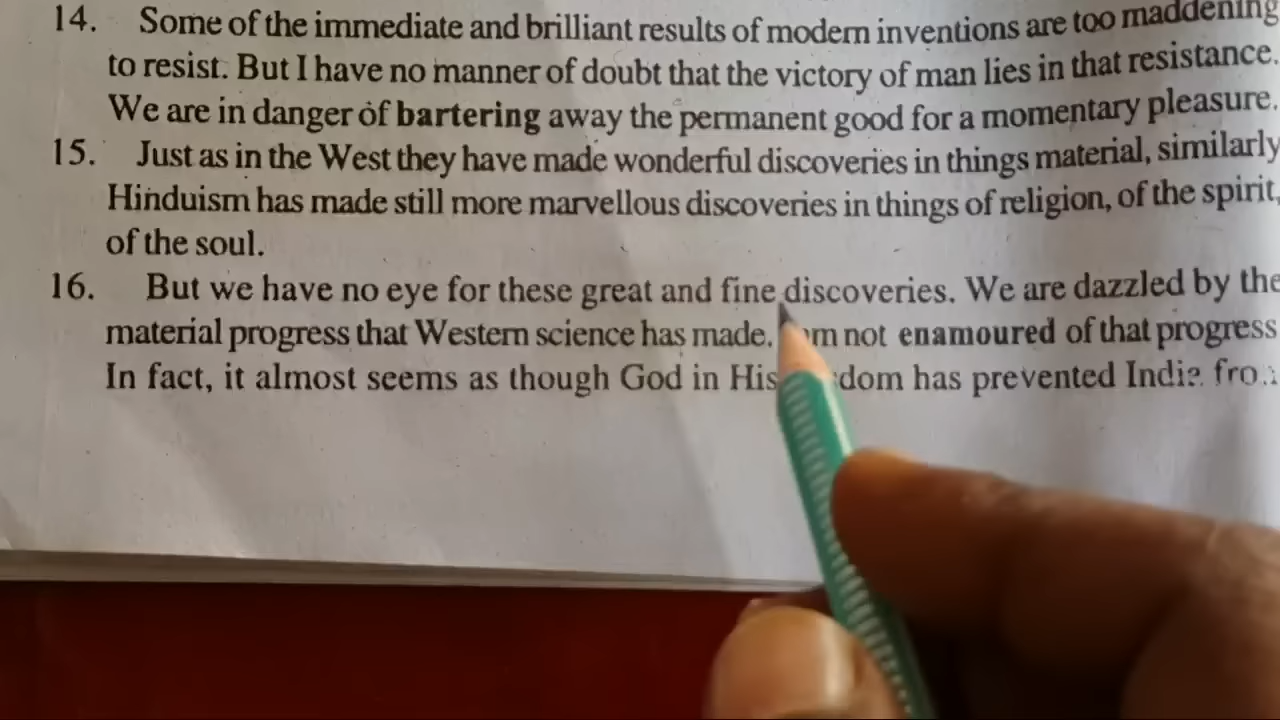 14. Some of the immediate and brilliant results of modern inventions are too maddening
to resist. But I have no manner of doubt that the victory of man lies in that resistance.
We are in danger of bartering away the permanent good for a momentary pleasure.
15. Just as in the West they have made wonderful discoveries in things material, similarly
Hinduism has made still more marvellous discoveries in things of religion, of the spirit,
of the soul.
16. But we have no eye for these great and fine discoveries. We are dazzled by the
material progress that Western science has made. not enamoured of that progress
In fact, it almost seems as though God in His has prevented India